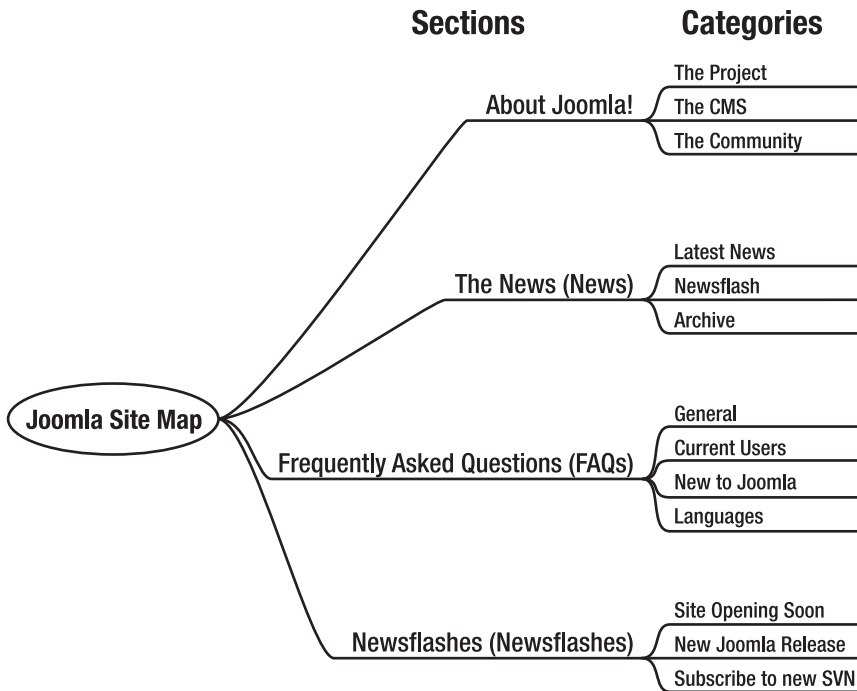 Sections Categories
The Project
About Joomla! The CMS
The Community
Latest News
The News (News) Newsflash
Archive
Joomla Site Map
General
Current Users
Frequently Asked Questions (FAQs)
New to Joomla
Languages
Site Opening Soon
Newsflashes (Newsflashes) New Joomla Release
Subscribe to new SVN